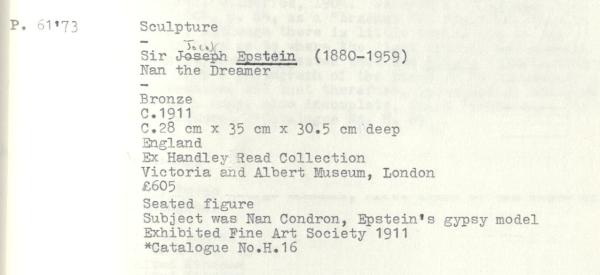 P. 61'73 Sculpture
-
Jacob
Sir Joseph Epstein (1880-1959)
Nan the Dreamer
-
Bronze
C.1911
C.28 cm x 35 cm x 30.5 cm deep
England
Ex Handley Read Collection
Victoria and Albert Museum, London
£605
Seated figure
Subject was Nan Condron, Epstein's gypsy model
Exhibited Fine Art Society 1911
*Catalogue No.H.16